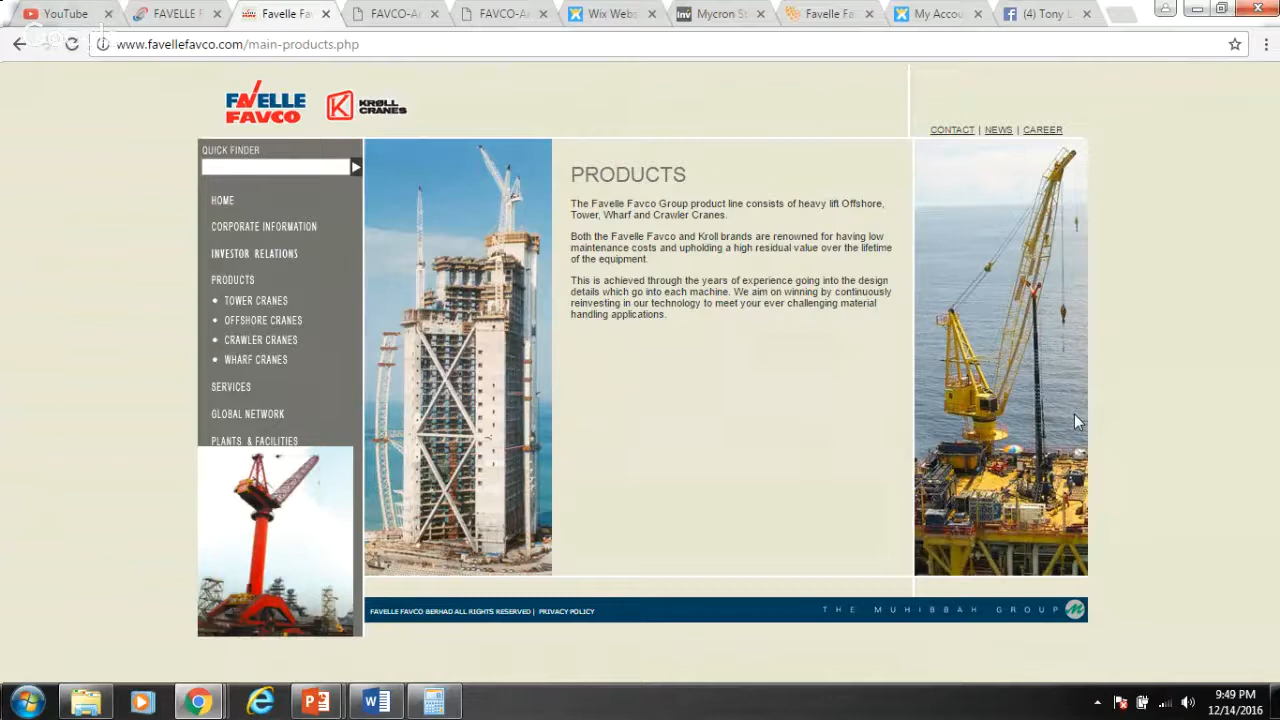 YouTube
FAVELLE F
Favelle Fav
FAVCO-A
FAVCO-A
Wix Webs
Mycron S
Favelle Fa
My Accou
(4) Tony L
www.favellefavco.com/main-products.php
FAVELLE
FAVCO
KRØLL
CRANES
CONTACT | NEWS | CAREER
QUICK FINDER
HOME
CORPORATE INFORMATION
INVESTOR RELATIONS
PRODUCTS
• TOWER CRANES
• OFFSHORE CRANES
• CRAWLER CRANES
• WHARF CRANES
SERVICES
GLOBAL NETWORK
PLANTS & FACILITIES
PRODUCTS
The Favelle Favco Group product line consists of heavy lift Offshore,
Tower, Wharf and Crawler Cranes.
Both the Favelle Favco and Kroll brands are renowned for having low
maintenance costs and upholding a high residual value over the lifetime
of the equipment.
This is achieved through the years of experience going into the design
details which go into each machine. We aim on winning by continuously
reinvesting in our technology to meet your ever challenging material
handling applications.
FAVELLE FAVCO BERHAD ALL RIGHTS RESERVED | PRIVACY POLICY
THE MUHIBBAH GROUP
9:49 PM
12/14/2016